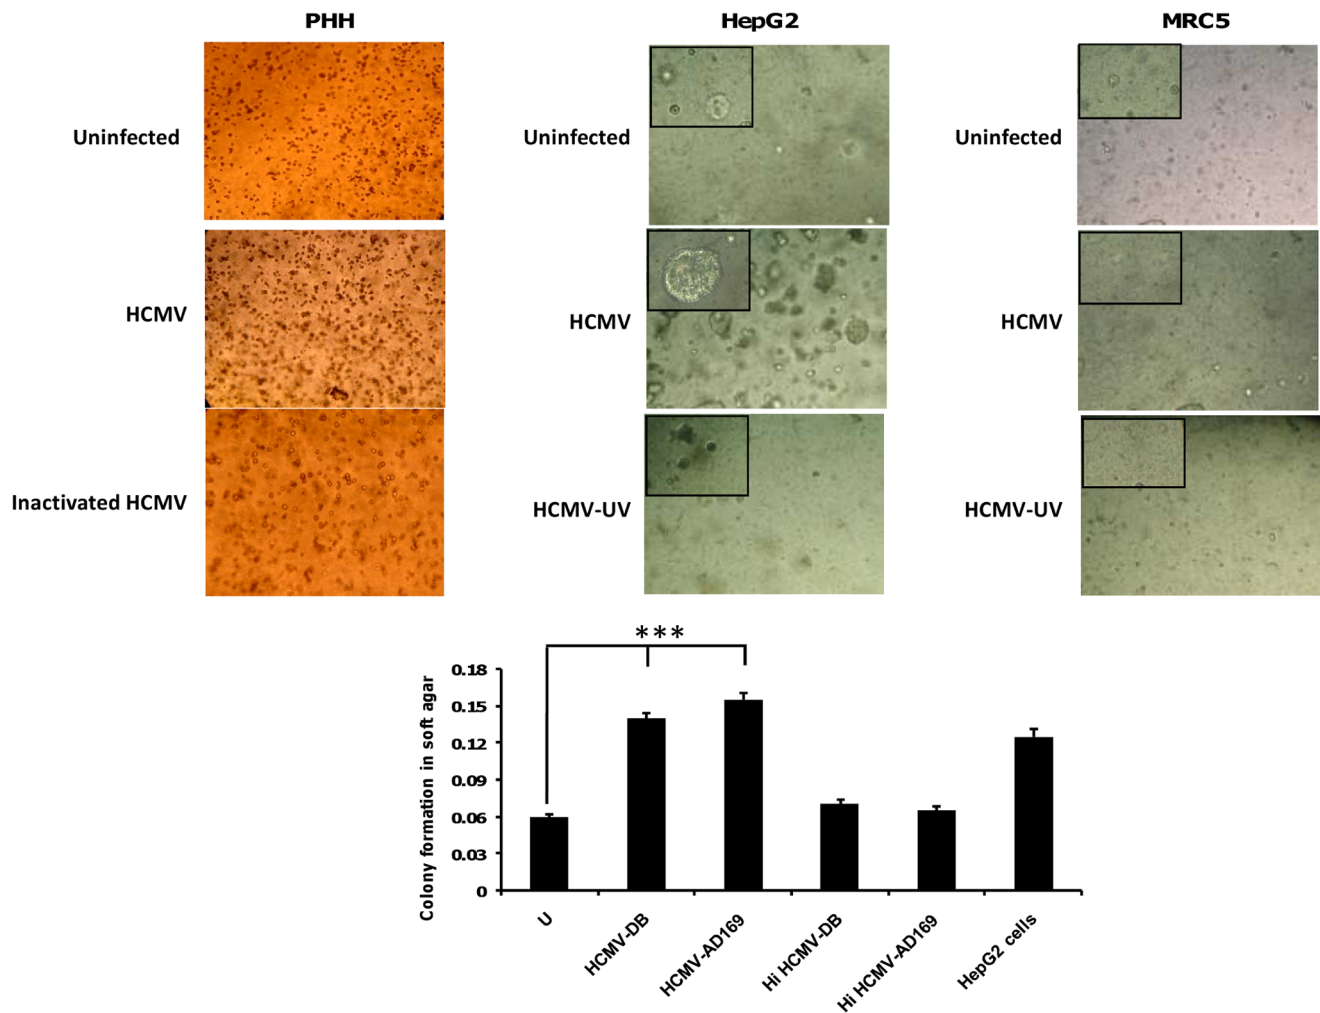 PHH
HepG2
MRC5
Uninfected
Uninfected
Uninfected
HCMV
HCMV
HCMV
Inactivated HCMV
HCMV-UV
HCMV-UV
***
Colony formation in soft agar
0.18
0.15
0.12
0.09
0.06
0.03
0
U
HCMV-DB
HCMV-AD169
Hi HCMV-DB
Hi HCMV-AD169
HepG2 cells